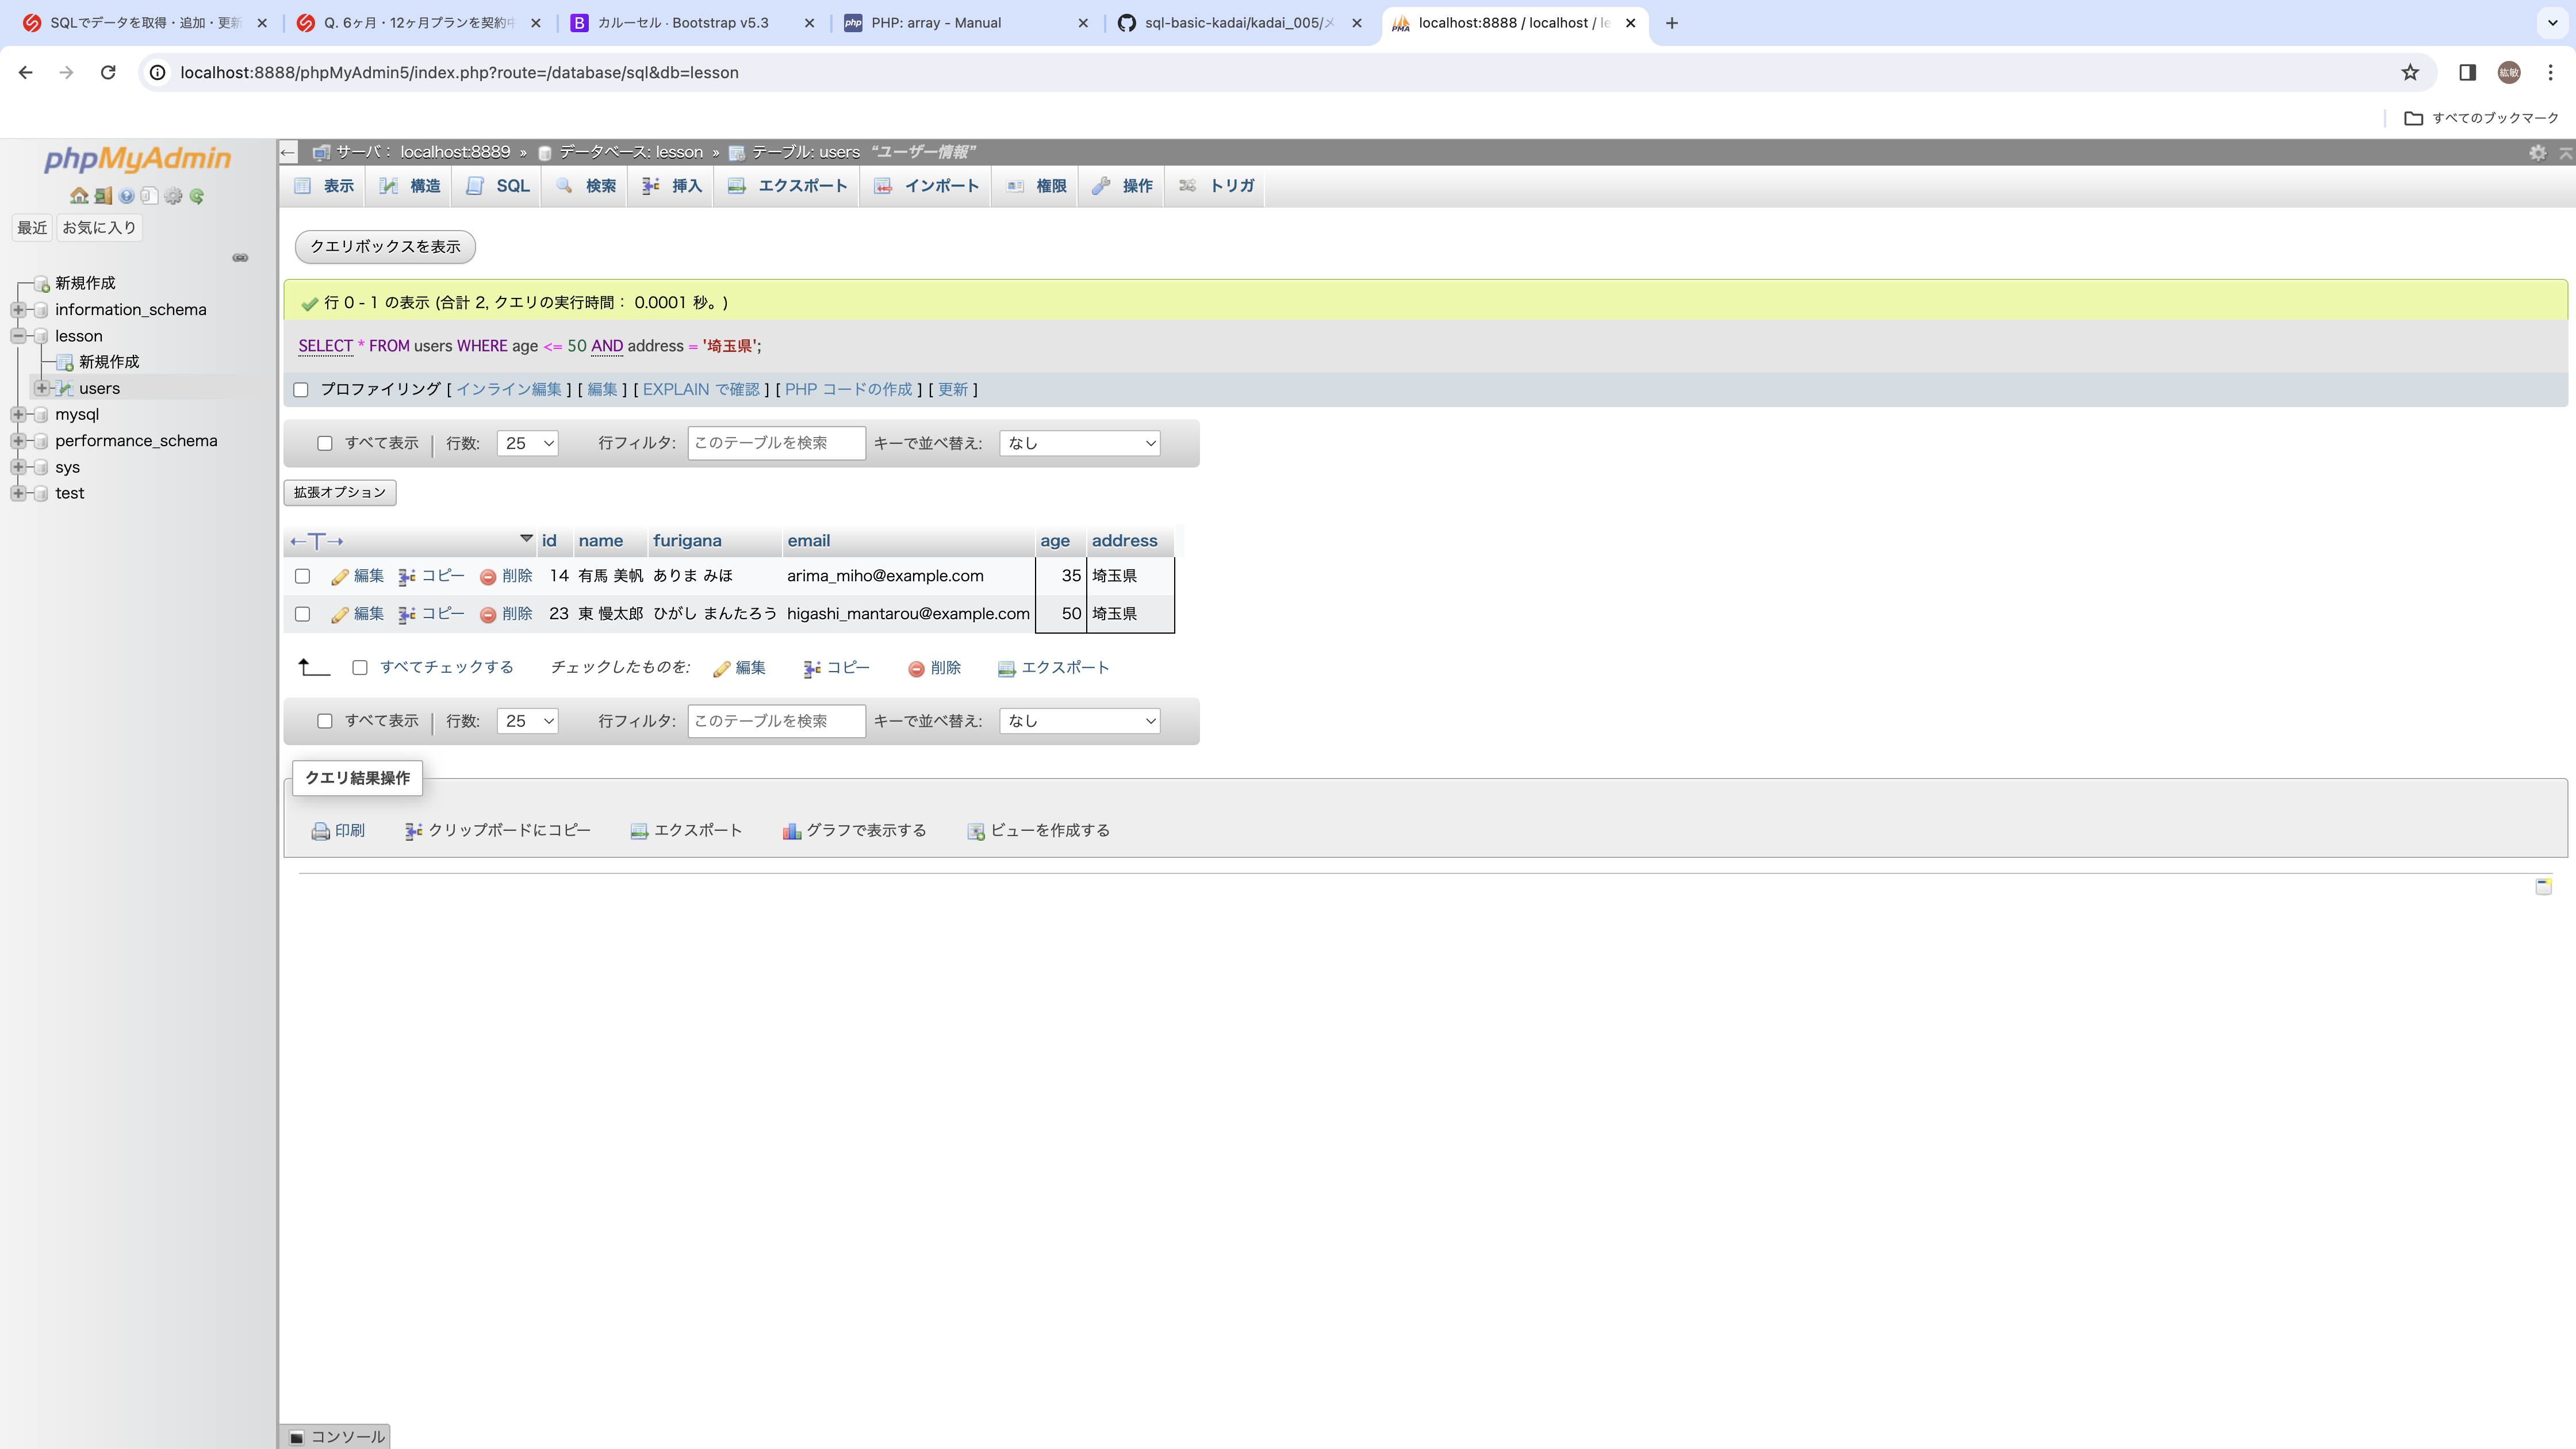 SQLでデータを取得・追加・更新
Q. 6ヶ月・12ヶ月プランを契約中
B カルーセル · Bootstrap v5.3
php PHP: array - Manual
sql-basic-kadai/kadai_005/メ
PMA localhost:8888 / localhost / le
localhost:8888/phpMyAdmin5/index.php?route=/database/sql&db=lesson
紘敏
すべてのブックマーク
phpMyAdmin
最近 お気に入り
新規作成
information_schema
lesson
新規作成
users
mysql
performance_schema
sys
test
サーバ: localhost:8889 » データベース: lesson » テーブル: users “ユーザー情報”
表示 構造 SQL 検索 挿入 エクスポート インポート 権限 操作 トリガ
クエリボックスを表示
行 0 - 1 の表示 (合計 2, クエリの実行時間： 0.0001 秒。)
SELECT * FROM users WHERE age <= 50 AND address = '埼玉県';
プロファイリング [ インライン編集 ] [ 編集 ] [ EXPLAIN で確認 ] [ PHP コードの作成 ] [ 更新 ]
すべて表示 | 行数: 25 行フィルタ: このテーブルを検索 キーで並べ替え: なし
拡張オプション
←T→ id name furigana email age address
編集 コピー 削除 14 有馬 美帆 ありま みほ arima_miho@example.com 35 埼玉県
編集 コピー 削除 23 東 慢太郎 ひがし まんたろう higashi_mantarou@example.com 50 埼玉県
すべてチェックする チェックしたものを: 編集 コピー 削除 エクスポート
すべて表示 | 行数: 25 行フィルタ: このテーブルを検索 キーで並べ替え: なし
クエリ結果操作
印刷 クリップボードにコピー エクスポート グラフで表示する ビューを作成する
コンソール